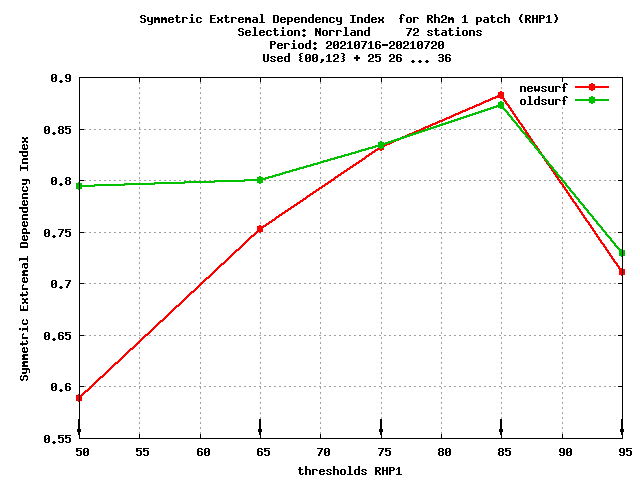 Symmetric Extremal Dependency Index  for Rh2m 1 patch (RHP1)
Selection: Norrland     72 stations
Period: 20210716-20210720
Used {00,12} + 25 26 ... 36
newsurf
oldsurf
Symmetric Extremal Dependency Index
0.9
0.85
0.8
0.75
0.7
0.65
0.6
0.55
50 55 60 65 70 75 80 85 90 95
thresholds RHP1